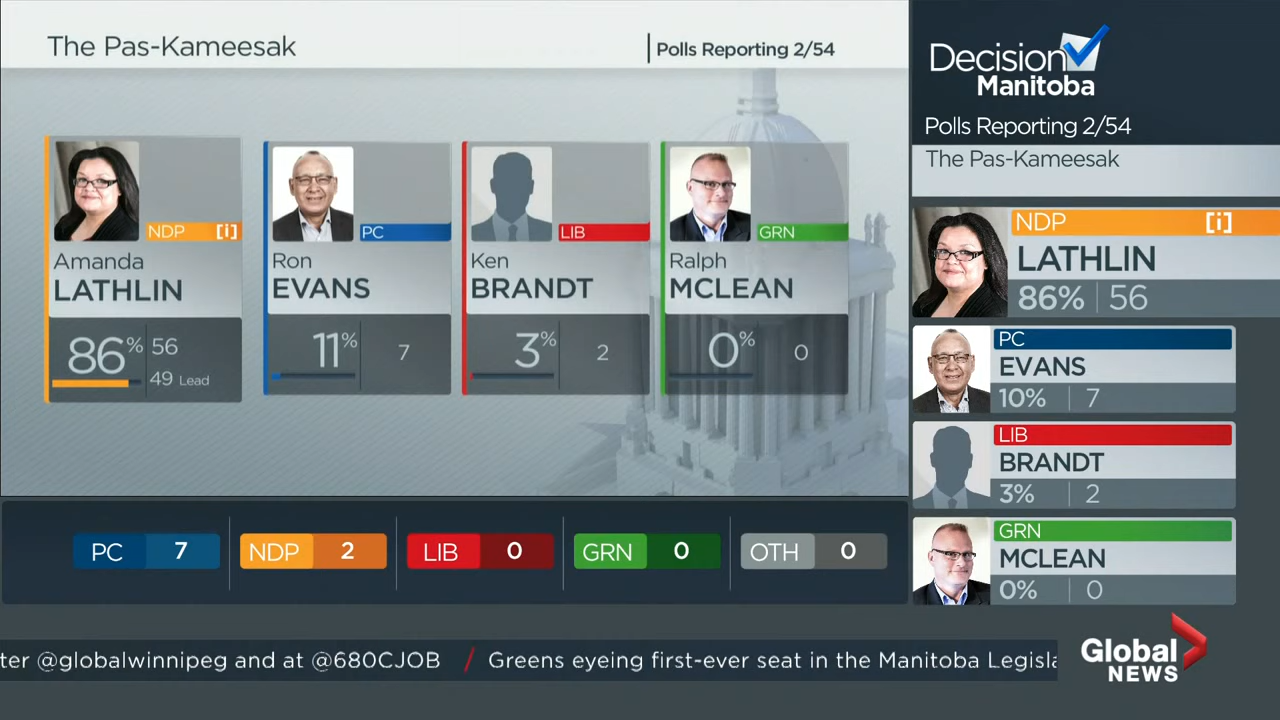 The Pas-Kameesak
Polls Reporting 2/54
NDP [i]
Amanda
LATHLIN
86% 56
49 Lead
PC
Ron
EVANS
11% 7
LIB
Ken
BRANDT
3% 2
GRN
Ralph
MCLEAN
0% 0
PC 7
NDP 2
LIB 0
GRN 0
OTH 0
Decision
Manitoba
Polls Reporting 2/54
The Pas-Kameesak
NDP [i]
LATHLIN
86% 56
PC
EVANS
10% 7
LIB
BRANDT
3% 2
GRN
MCLEAN
0% 0
ter @globalwinnipeg and at @680CJOB / Greens eyeing first-ever seat in the Manitoba Legisla
Global
NEWS